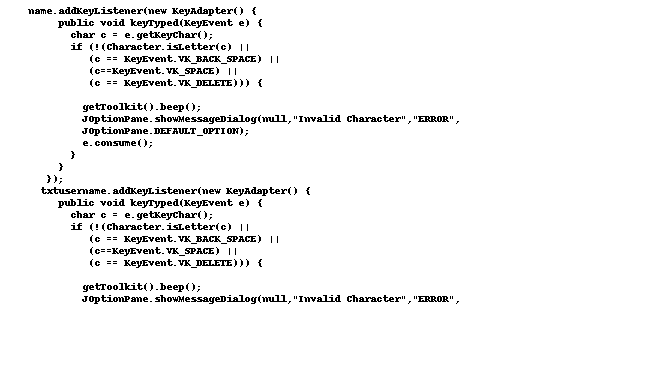 name.addKeyListener(new KeyAdapter() {
public void keyTyped(KeyEvent e) {
char c = e.getKeyChar();
if (!(Character.isLetter(c) ||
(c == KeyEvent.VK_BACK_SPACE) ||
(c==KeyEvent.VK_SPACE) ||
(c == KeyEvent.VK_DELETE))) {
getToolkit().beep();
JOptionPane.showMessageDialog(null,"Invalid Character","ERROR",
JOptionPane.DEFAULT_OPTION);
e.consume();
}
}
});
txtusername.addKeyListener(new KeyAdapter() {
public void keyTyped(KeyEvent e) {
char c = e.getKeyChar();
if (!(Character.isLetter(c) ||
(c == KeyEvent.VK_BACK_SPACE) ||
(c==KeyEvent.VK_SPACE) ||
(c == KeyEvent.VK_DELETE))) {
getToolkit().beep();
JOptionPane.showMessageDialog(null,"Invalid Character","ERROR",